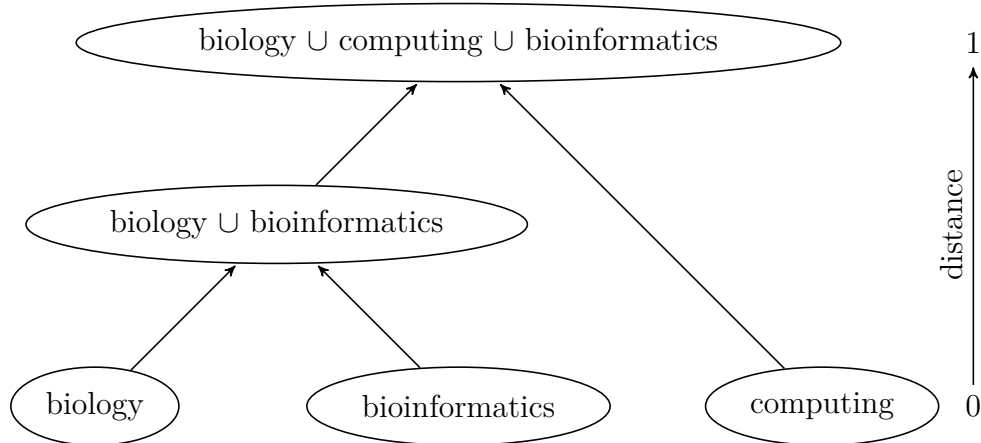 biology ∪ computing ∪ bioinformatics
1
biology ∪ bioinformatics
distance
biology
bioinformatics
computing
0